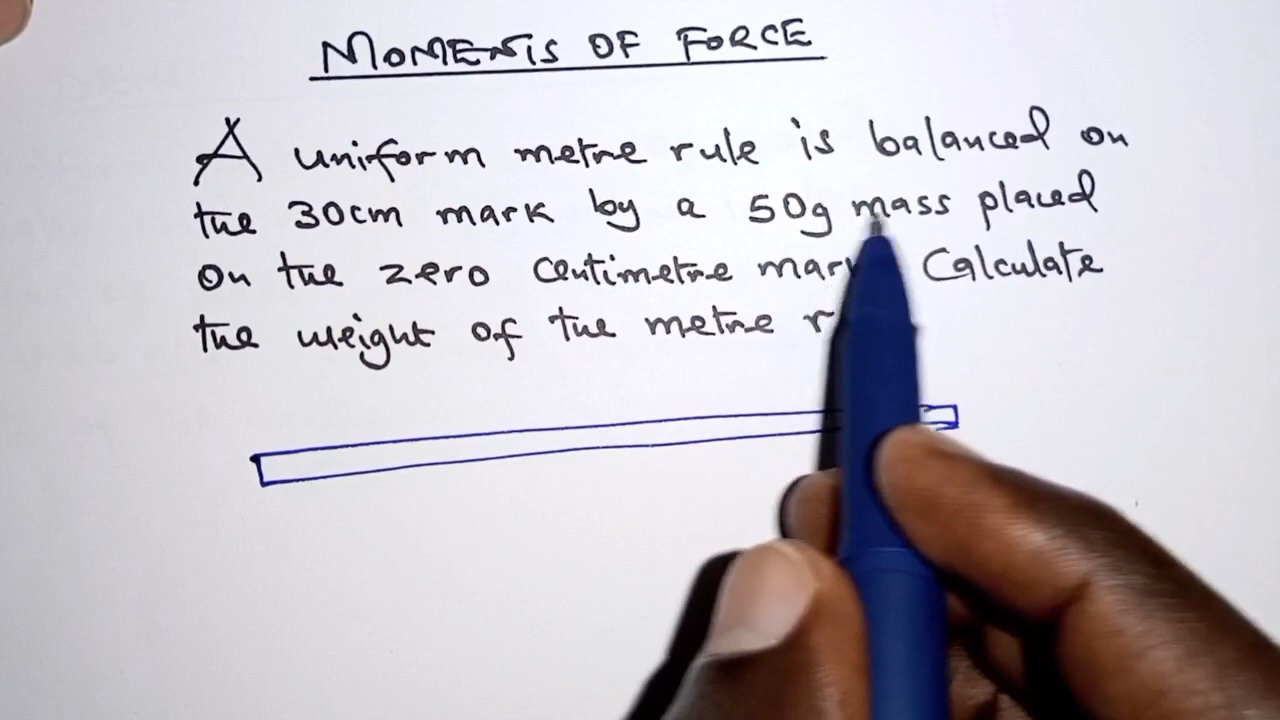 MOMENTS OF FORCE
A uniform metre rule is balanced on
the 30cm mark by a 50g mass placed
on the zero centimetre mark Calculate
the weight of the metre